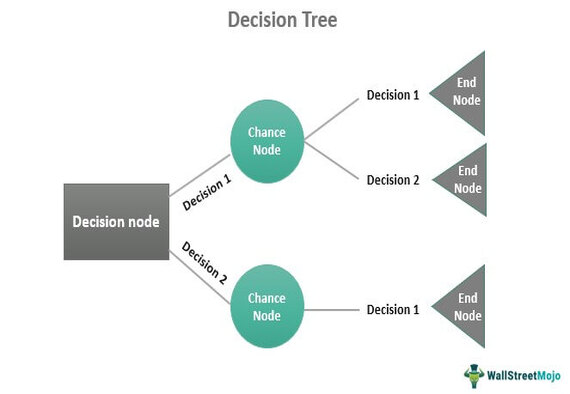 Decision Tree
Decision 1
End
Node
Chance
Node
Decision 1
Decision 2
End
Node
Decision node
Decision 2
Chance
Node
Decision 1
End
Node
WallStreetMojo